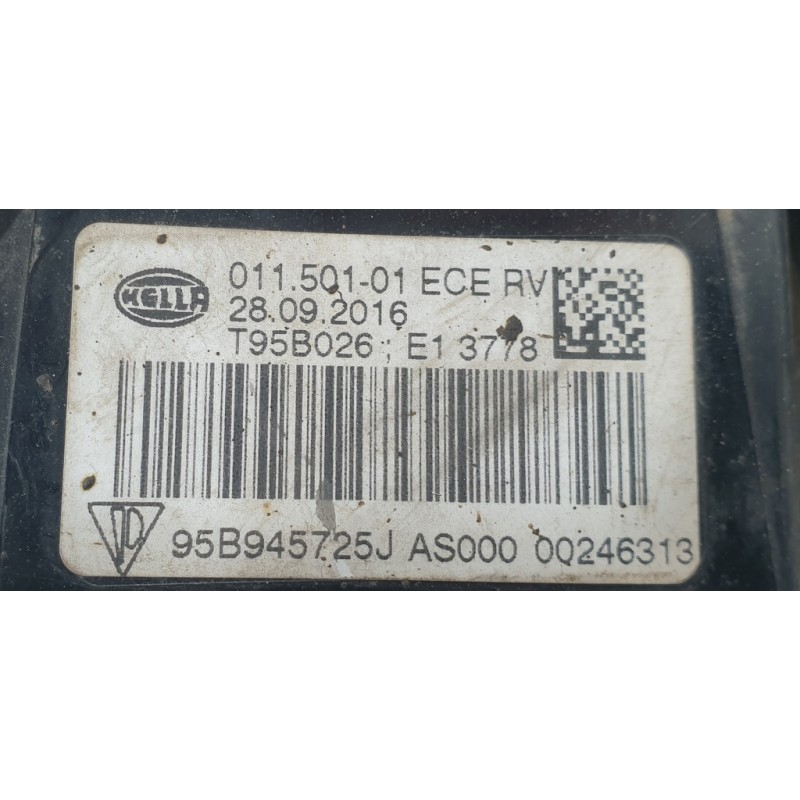 HELLA
011.501-01 ECE RV
28.09.2016
T95B026 ; E1 3778
95B945725J AS000 00246313